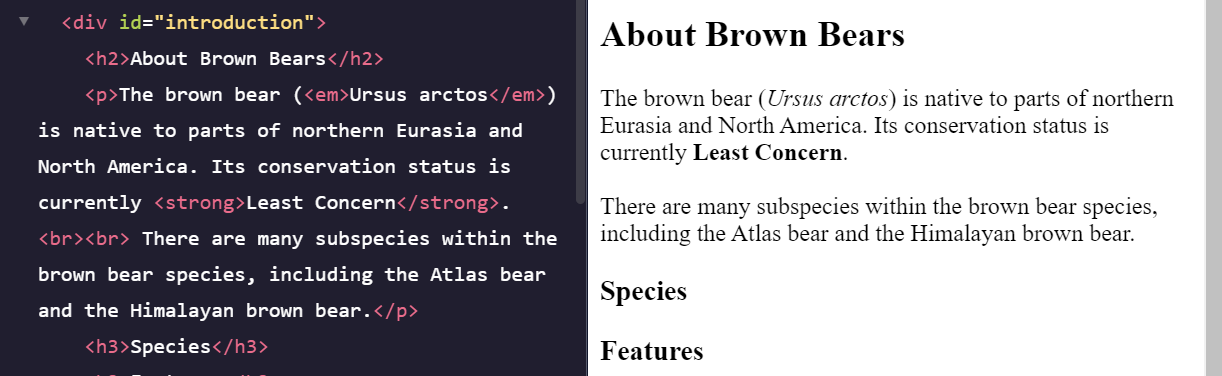 <div id="introduction">
<h2>About Brown Bears</h2>
<p>The brown bear (<em>Ursus arctos</em>)
is native to parts of northern Eurasia and
North America. Its conservation status is
currently <strong>Least Concern</strong>.
<br><br> There are many subspecies within the
brown bear species, including the Atlas bear
and the Himalayan brown bear.</p>
<h3>Species</h3>
About Brown Bears
The brown bear (Ursus arctos) is native to parts of northern
Eurasia and North America. Its conservation status is
currently Least Concern.
There are many subspecies within the brown bear species,
including the Atlas bear and the Himalayan brown bear.
Species
Features